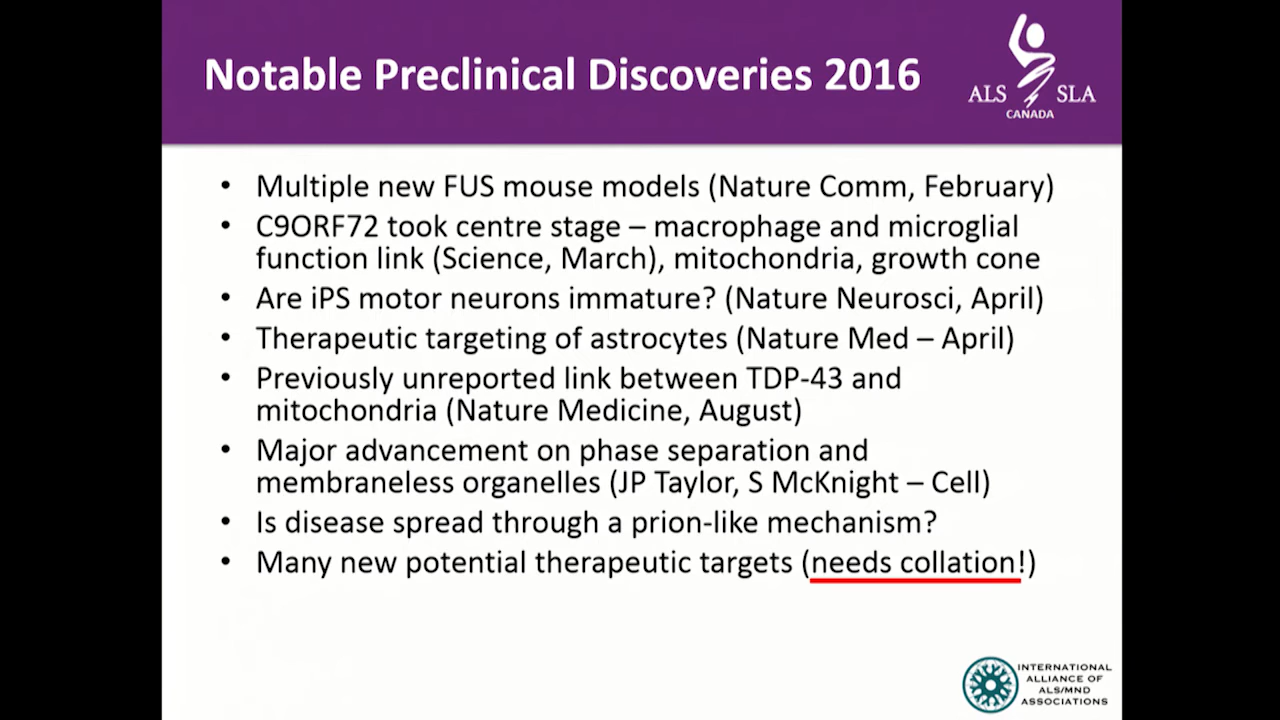 Notable Preclinical Discoveries 2016
ALS SLA
CANADA
• Multiple new FUS mouse models (Nature Comm, February)
• C9ORF72 took centre stage – macrophage and microglial
function link (Science, March), mitochondria, growth cone
• Are iPS motor neurons immature? (Nature Neurosci, April)
• Therapeutic targeting of astrocytes (Nature Med – April)
• Previously unreported link between TDP-43 and
mitochondria (Nature Medicine, August)
• Major advancement on phase separation and
membraneless organelles (JP Taylor, S McKnight – Cell)
• Is disease spread through a prion-like mechanism?
• Many new potential therapeutic targets (needs collation!)
INTERNATIONAL
ALLIANCE OF
ALS/MND
ASSOCIATIONS